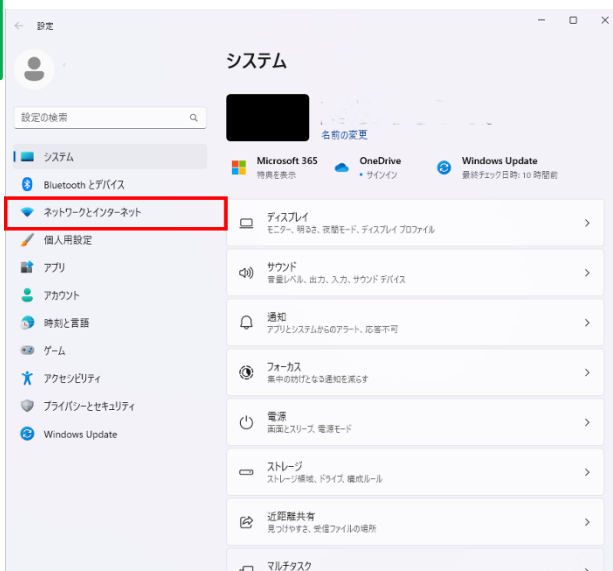 設定
システム
設定の検索
名前の変更
Microsoft 365
特典を表示
OneDrive
• サインイン
Windows Update
最終チェック日時: 10 時間前
システム
Bluetooth とデバイス
ネットワークとインターネット
個人用設定
アプリ
アカウント
時刻と言語
ゲーム
アクセシビリティ
プライバシーとセキュリティ
Windows Update
ディスプレイ
モニター、明るさ、夜間モード、ディスプレイ プロファイル
サウンド
音量レベル、出力、入力、サウンド デバイス
通知
アプリとシステムからのアラート、応答不可
フォーカス
集中の妨げとなる通知を減らす
電源
画面とスリープ、電源モード
ストレージ
ストレージ領域、ドライブ、構成ルール
近距離共有
見つけやすさ、受信ファイルの場所
マルチタスク